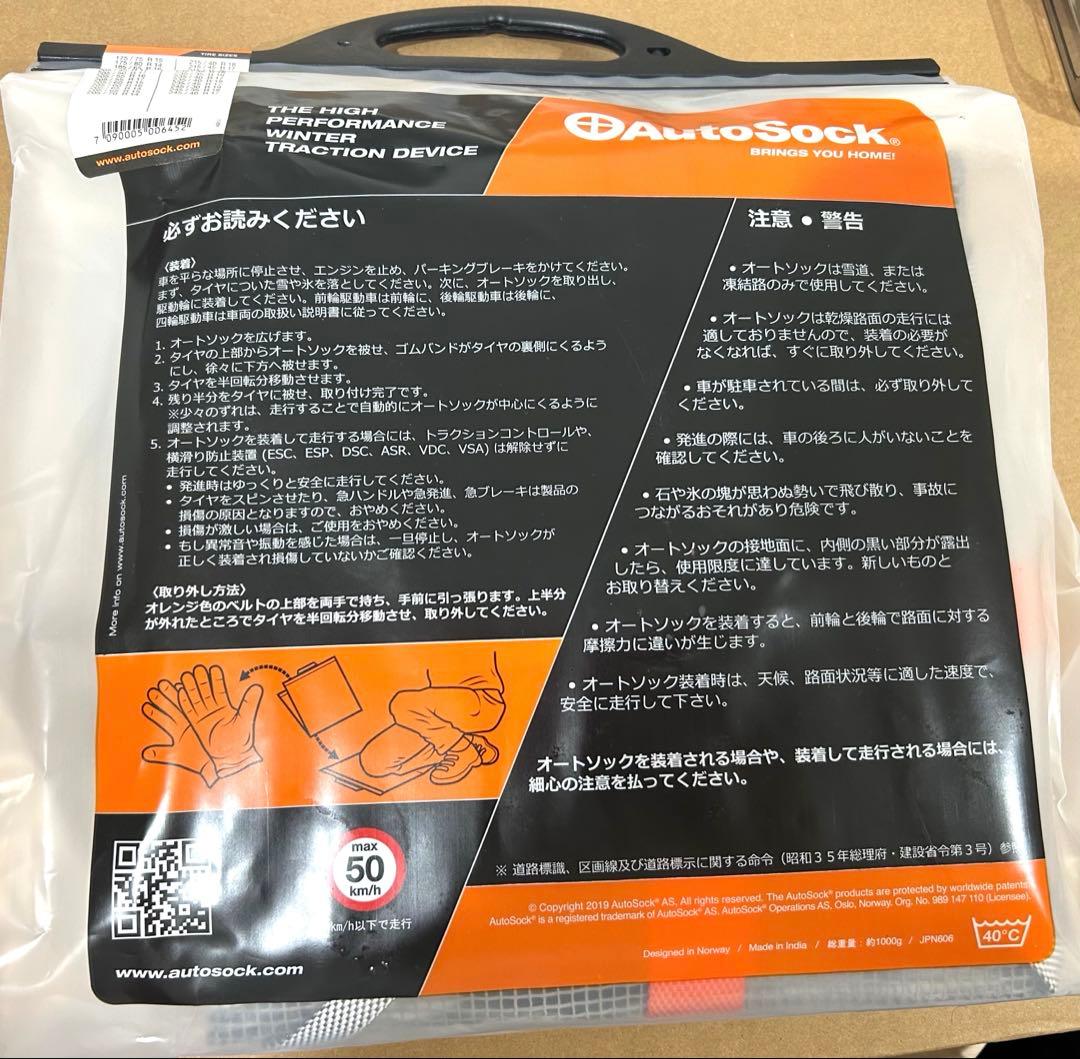 TIRE SIZES
175 / 75 R 15
175 / 80 R 14
7 090005 006452
www.autosock.com
THE HIGH
PERFORMANCE
WINTER
TRACTION DEVICE
AutoSock®
BRINGS YOU HOME!
必ずお読みください
〈装着〉
車を平らな場所に停止させ、エンジンを止め、パーキングブレーキをかけてください。
まず、タイヤについた雪や氷を落としてください。次に、オートソックを取り出し、
駆動輪に装着してください。前輪駆動車は前輪に、後輪駆動車は後輪に、
四輪駆動車は車両の取扱い説明書に従ってください。
1. オートソックを広げます。
2. タイヤの上部からオートソックを被せ、ゴムバンドがタイヤの裏側にくるよう
にし、徐々に下方へ被せます。
3. タイヤを半回転分移動させます。
4. 残り半分をタイヤに被せ、取り付け完了です。
※少々のずれは、走行することで自動的にオートソックが中心にくるように
調整されます。
5. オートソックを装着して走行する場合には、トラクションコントロールや、
横滑り防止装置 (ESC, ESP, DSC, ASR, VDC, VSA) は解除せずに
走行してください。
• 発進時はゆっくりと安全に走行してください。
• タイヤをスピンさせたり、急ハンドルや急発進、急ブレーキは製品の
損傷の原因となりますので、おやめください。
• 損傷が激しい場合は、ご使用をおやめください。
• もし異常音や振動を感じた場合は、一旦停止し、オートソックが
正しく装着され損傷していないかご確認ください。
〈取り外し方法〉
オレンジ色のベルトの上部を両手で持ち、手前に引っ張ります。上半分
が外れたところでタイヤを半回転分移動させ、取り外してください。
More info on www.autosock.com
注意 • 警告
• オートソックは雪道、または
凍結路のみで使用してください。
• オートソックは乾燥路面の走行には
適しておりませんので、装着の必要が
なくなれば、すぐに取り外してください。
• 車が駐車されている間は、必ず取り外して
ください。
• 発進の際には、車の後ろに人がいないことを
確認してください。
• 石や氷の塊が思わぬ勢いで飛び散り、事故に
つながるおそれがあり危険です。
• オートソックの接地面に、内側の黒い部分が露出
したら、使用限度に達しています。新しいものと
お取り替えください。
• オートソックを装着すると、前輪と後輪で路面に対する
摩擦力に違いが生じます。
• オートソック装着時は、天候、路面状況等に適した速度で、
安全に走行して下さい。
オートソックを装着される場合や、装着して走行される場合には、
細心の注意を払ってください。
※ 道路標識、区画線及び道路標示に関する命令（昭和３５年総理府・建設省令第３号）参
max
50
km/h
km/h以下で走行
www.autosock.com
© Copyright 2019 AutoSock® AS. All rights reserved. The AutoSock® products are protected by worldwide patents
AutoSock® is a registered trademark of AutoSock® AS. AutoSock® Operations AS, Oslo, Norway. Org. No. 989 147 110 (Licensee).
Designed in Norway / Made in India / 総重量：約1000g / JPN606
40°C